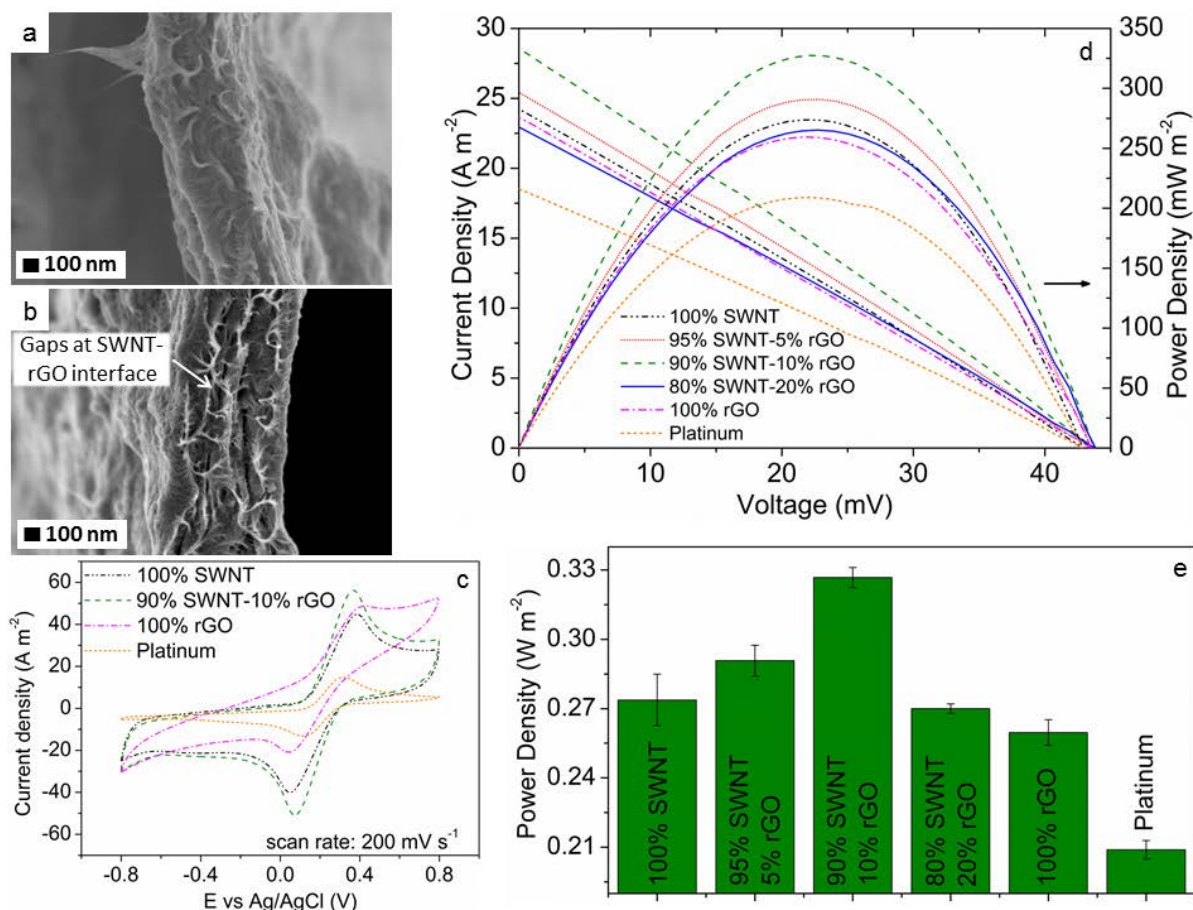 a
100 nm
b
Gaps at SWNT-
rGO interface
100 nm
c
100% SWNT
90% SWNT-10% rGO
100% rGO
Platinum
60
40
20
0
-20
-40
-60
Current density (A m⁻²)
scan rate: 200 mV s⁻¹
-0.8
-0.4
0.0
0.4
0.8
E vs Ag/AgCl (V)
d
30
25
20
15
10
5
0
Current Density (A m⁻²)
350
300
250
200
150
100
50
0
Power Density (mW m⁻²)
100% SWNT
95% SWNT-5% rGO
90% SWNT-10% rGO
80% SWNT-20% rGO
100% rGO
Platinum
0
10
20
30
40
Voltage (mV)
e
0.33
0.30
0.27
0.24
0.21
Power Density (W m⁻²)
100% SWNT
95% SWNT
5% rGO
90% SWNT
10% rGO
80% SWNT
20% rGO
100% rGO
Platinum